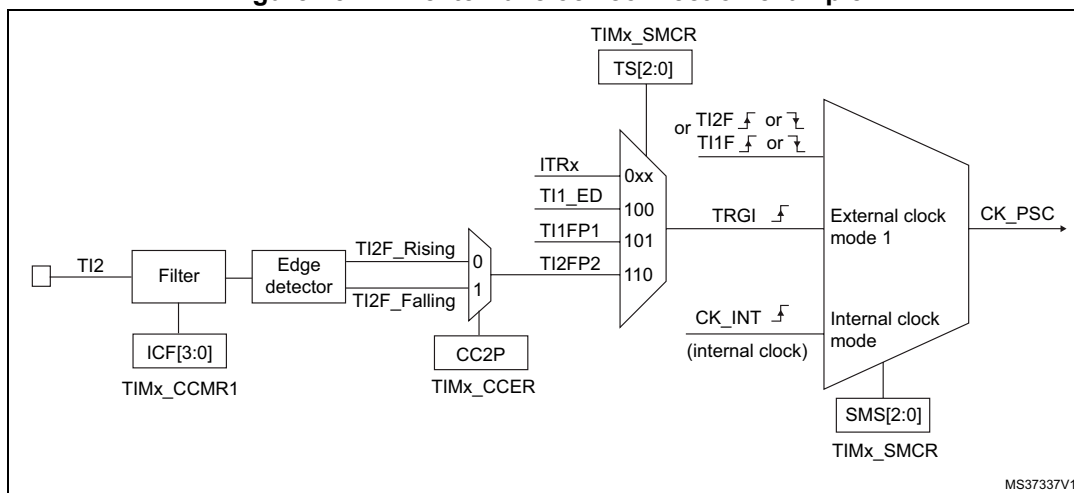 TIMx_SMCR
TS[2:0]
or TI2F or
TI1F or
ITRx
0xx
TI1_ED
100
TI1FP1
101
TI2FP2
110
TRGI
External clock
mode 1
CK_PSC
TI2
Filter
Edge
detector
TI2F_Rising
0
TI2F_Falling
1
CK_INT
(internal clock)
Internal clock
mode
ICF[3:0]
TIMx_CCMR1
CC2P
TIMx_CCER
SMS[2:0]
TIMx_SMCR
MS37337V1